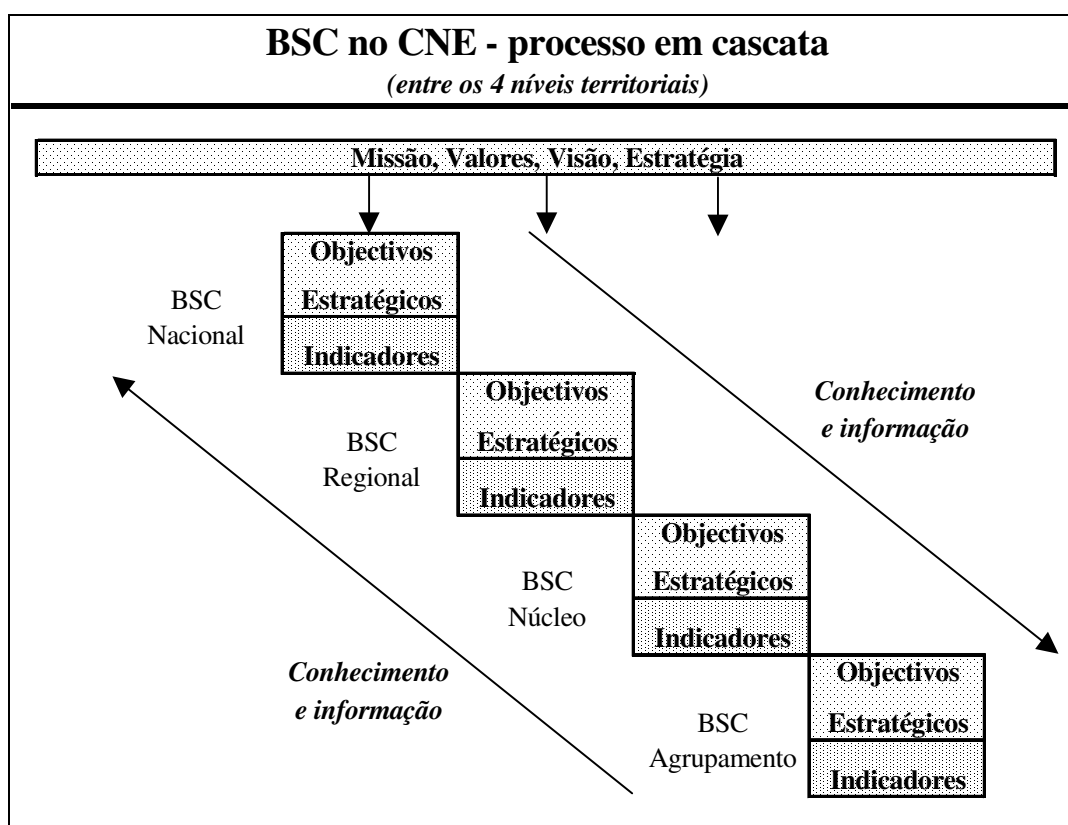 BSC no CNE - processo em cascata
(entre os 4 níveis territoriais)
Missão, Valores, Visão, Estratégia
Objectivos
Estratégicos
Indicadores
BSC
Nacional
Objectivos
Estratégicos
Indicadores
BSC
Regional
Conhecimento
e informação
Objectivos
Estratégicos
Indicadores
BSC
Núcleo
Conhecimento
e informação
Objectivos
Estratégicos
Indicadores
BSC
Agrupamento